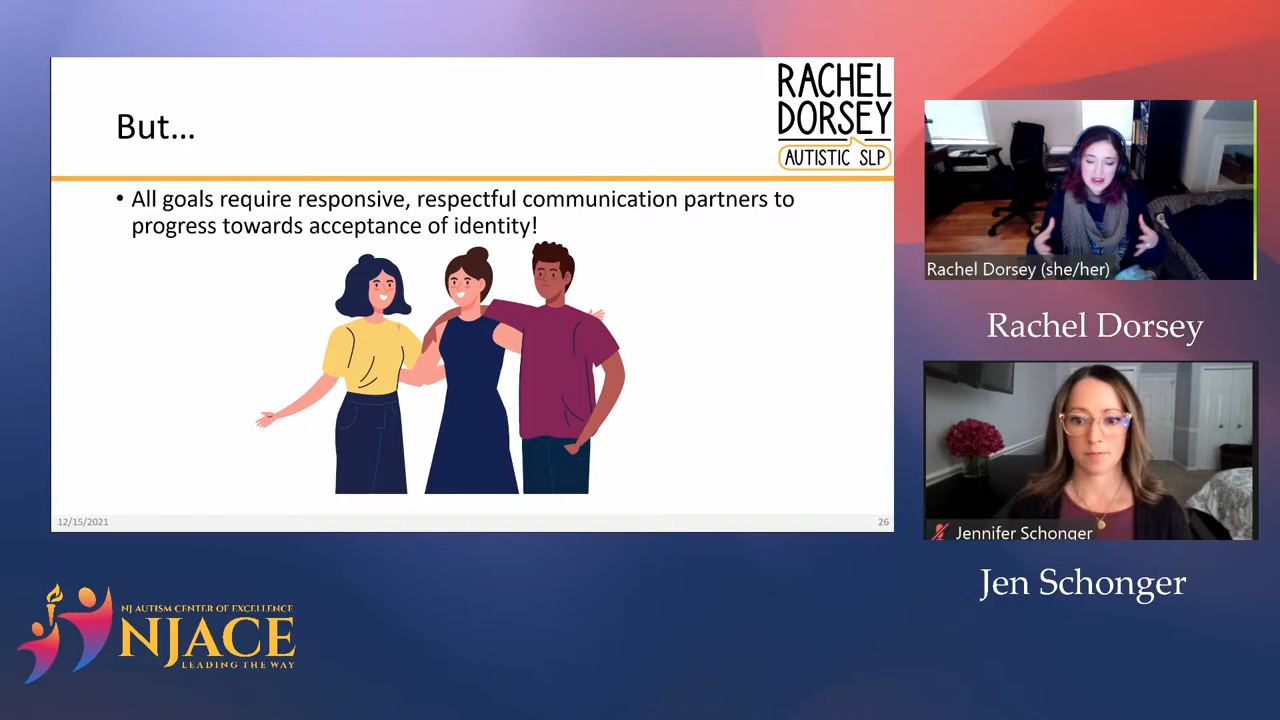 But...
RACHEL
DORSEY
AUTISTIC SLP
• All goals require responsive, respectful communication partners to
progress towards acceptance of identity!
12/15/2021
26
Rachel Dorsey (she/her)
Rachel Dorsey
Jennifer Schonger
Jen Schonger
NJ AUTISM CENTER OF EXCELLENCE
NJACE
LEADING THE WAY